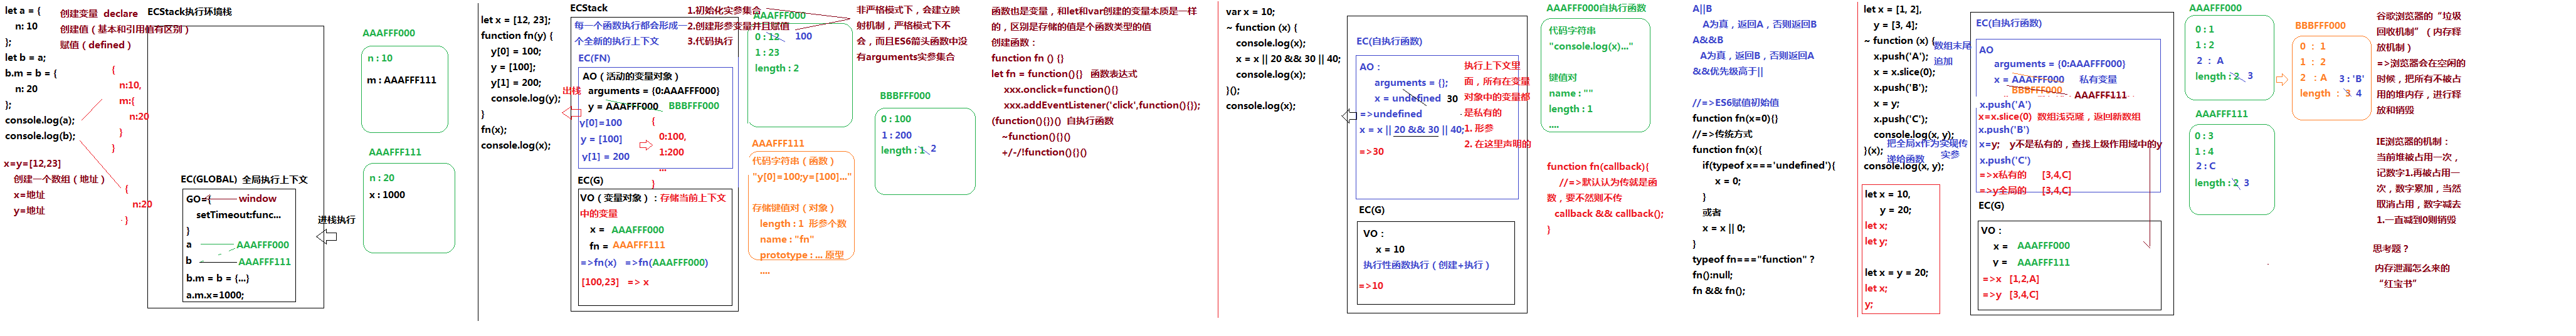 let a = {
n: 10
};
let b = a;
b.m = b = {
n: 20
};
console.log(a);
console.log(b);
创建变量 declare
创建值（基本和引用值有区别）
赋值（defined）
{
n:10,
m:{
n:20
}
}
{
n:20
}
x=y=[12,23]
创建一个数组（地址）
x=地址
y=地址
ECStack执行环境栈
EC(GLOBAL) 全局执行上下文
GO={ window
setTimeout:func...
}
a AAAFFF000
b AAAFFF111
b.m = b = {...}
a.m.x=1000;
进栈执行
AAAFFF000
n : 10
m : AAAFFF111
AAAFFF111
n : 20
x : 1000
let x = [12, 23];
function fn(y) {
y[0] = 100;
y = [100];
y[1] = 200;
console.log(y);
}
fn(x);
console.log(x);
出栈
ECStack
每一个函数执行都会形成一
个全新的执行上下文
EC(FN)
AO（活动的变量对象）
arguments = {0:AAAFFF000}
y = AAAFFF000 BBBFFF000
y[0]=100
y = [100]
y[1] = 200
{
0:100,
1:200
...
}
EC(G)
VO（变量对象）：存储当前上下文
中的变量
x = AAAFFF000
fn = AAAFFF111
=>fn(x) =>fn(AAAFFF000)
[100,23] => x
1.初始化实参集合
2.创建形参变量并且赋值
3.代码执行
AAAFFF000
0 : 12 100
1 : 23
length : 2
AAAFFF111
代码字符串（函数）
"y[0]=100;y=[100]..."
存储键值对（对象）
length : 1 形参个数
name : "fn"
prototype : ... 原型
....
非严格模式下，会建立映
射机制，严格模式下不
会，而且ES6箭头函数中没
有arguments实参集合
BBBFFF000
0 : 100
1 : 200
length : 1 2
函数也是变量，和let和var创建的变量本质是一样
的，区别是存储的值是个函数类型的值
创建函数：
function fn () {}
let fn = function(){} 函数表达式
xxx.onclick=function(){}
xxx.addEventListener('click',function(){});
(function(){})() 自执行函数
~function(){}()
+/-/!function(){}()
var x = 10;
~ function (x) {
console.log(x);
x = x || 20 && 30 || 40;
console.log(x);
}();
console.log(x);
EC(自执行函数)
AO：
arguments = {};
x = undefined 30
=>undefined
x = x || 20 && 30 || 40;
=>30
执行上下文里
面，所有在变量
对象中的变量都
是私有的
1. 形参
2. 在这里声明的
EC(G)
VO：
x = 10
执行性函数执行（创建+执行）
=>10
AAAFFF000自执行函数
代码字符串
"console.log(x)..."
键值对
name : ""
length : 1
....
function fn(callback){
//=>默认认为传就是函
数，要不然则不传
callback && callback();
}
A||B
A为真，返回A，否则返回B
A&&B
A为真，返回B，否则返回A
&&优先级高于||
//=>ES6赋值初始值
function fn(x=0){}
//=>传统方式
function fn(x){
if(typeof x==='undefined'){
x = 0;
}
或者
x = x || 0;
}
typeof fn==="function" ?
fn():null;
fn && fn();
let x = [1, 2],
y = [3, 4];
~ function (x) {
x.push('A');
x = x.slice(0);
x.push('B');
x = y;
x.push('C');
console.log(x, y);
}(x);
console.log(x, y);
数组末尾
追加
把全局x作为实现传
递给函数 实参
let x = 10,
y = 20;
let x;
let y;
let x = y = 20;
let x;
y;
EC(自执行函数)
AO
arguments = {0:AAAFFF000}
x = AAAFFF000 私有变量
BBBFFF000 AAAFFF111
x.push('A')
x=x.slice(0) 数组浅克隆，返回新数组
x.push('B')
x=y; y不是私有的，查找上级作用域中的y
x.push('C')
=>x私有的 [3,4,C]
=>y全局的 [3,4,C]
EC(G)
VO：
x = AAAFFF000
y = AAAFFF111
=>x [1,2,A]
=>y [3,4,C]
AAAFFF000
0 : 1
1 : 2
2 : A
length : 2 3
AAAFFF111
0 : 3
1 : 4
2 : C
length : 2 3
BBBFFF000
0 : 1
1 : 2
2 : A 3 : 'B'
length : 3 4
谷歌浏览器的“垃圾
回收机制”（内存释
放机制）
=>浏览器会在空闲的
时候，把所有不被占
用的堆内存，进行释
放和销毁
IE浏览器的机制：
当前堆被占用一次，
记数字1.再被占用一
次，数字累加，当然
取消占用，数字减去
1.一直减到0则销毁
思考题？
内存泄漏怎么来的
“红宝书”